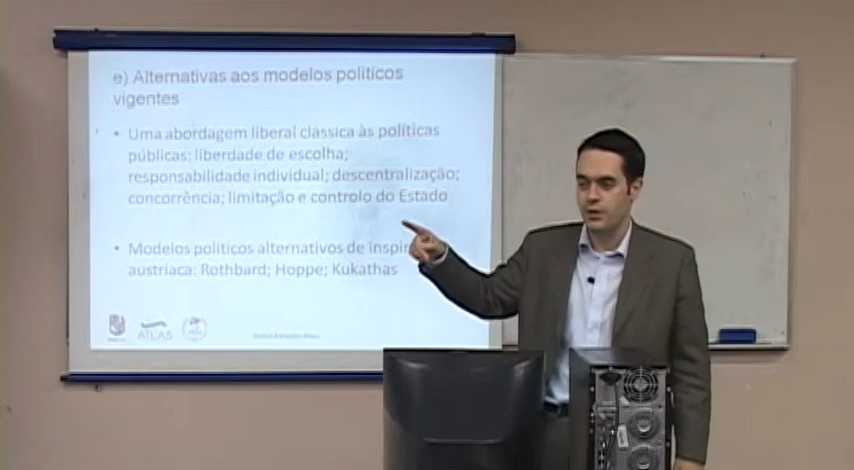 e) Alternativas aos modelos políticos
vigentes
• Uma abordagem liberal clássica às políticas
públicas: liberdade de escolha;
responsabilidade individual; descentralização;
concorrência; limitação e controlo do Estado
• Modelos políticos alternativos de
austríaca: Rothbard; Hoppe; Kukathas
ATLAS